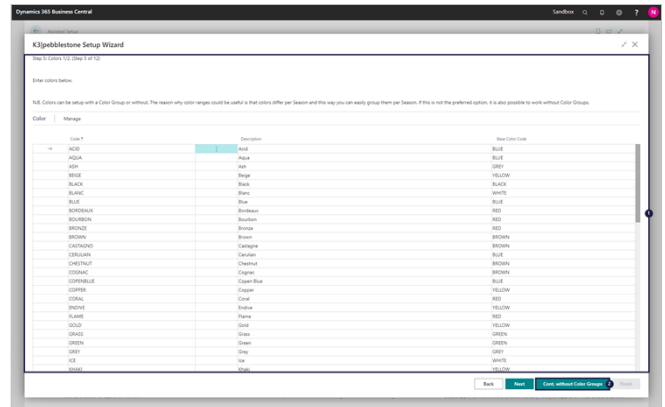 Dynamics 365 Business Central Sandbox ? N
Assisted Setup
K3|pebblestone Setup Wizard
Step 5: Colors 1/2. (Step 5 of 12)
Enter colors below.
N.B. Colors can be setup with a Color Group or without. The reason why color ranges could be useful is that colors differ per Season and this way you can easily group them per Season. If this is not the preferred option, it is also possible to work without Color Groups.
Color Manage
Code ↑ Description Base Color Code
→ ACID Acid BLUE
AQUA Aqua BLUE
ASH Ash GREY
BEIGE Beige YELLOW
BLACK Black BLACK
BLANC Blanc WHITE
BLUE Blue BLUE
BORDEAUX Bordeaux RED
BOURBON Bourbon RED
BRONZE Bronze RED
BROWN Brown BROWN
CASTAGNO Castagne BROWN
CERULIAN Cerulian BLUE
CHESTNUT Chestnut BROWN
COGNAC Cognac BROWN
COPENBLUE Copen Blue BLUE
COPPER Copper YELLOW
CORAL Coral RED
ENDIVE Endive YELLOW
FLAME Flame RED
GOLD Gold YELLOW
GRASS Grass GREEN
GREEN Green GREEN
GREY Grey GREY
ICE Ice WHITE
KHAKI Khaki YELLOW
1
Back Next Cont. without Color Groups 2 Finish